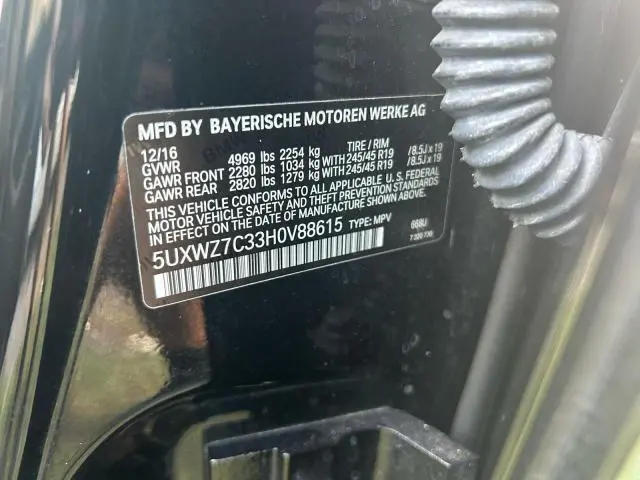 MFD BY BAYERISCHE MOTOREN WERKE AG
12/16 TIRE / RIM
GVWR 4969 lbs 2254 kg
GAWR FRONT 2280 lbs 1034 kg WITH 245/45 R19 /8.5J x 19
GAWR REAR 2820 lbs 1279 kg WITH 245/45 R19 /8.5J x 19
THIS VEHICLE CONFORMS TO ALL APPLICABLE U.S. FEDERAL
MOTOR VEHICLE SAFETY AND THEFT PREVENTION STANDARDS
IN EFFECT ON THE DATE OF MANUFACTURE SHOWN ABOVE.
5UXWZ7C33H0V88615 TYPE: MPV 668U